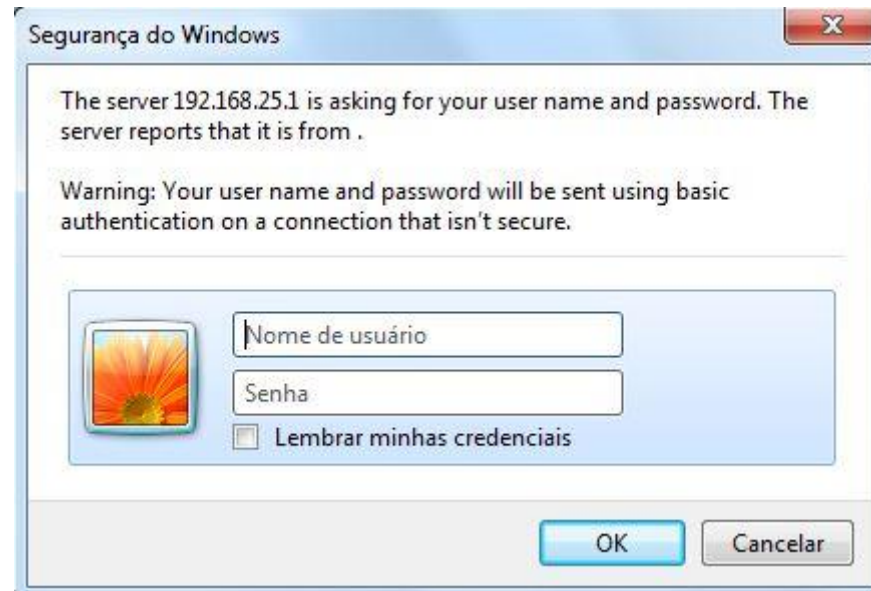 Segurança do Windows
The server 192.168.25.1 is asking for your user name and password. The
server reports that it is from .
Warning: Your user name and password will be sent using basic
authentication on a connection that isn't secure.
Nome de usuário
Senha
Lembrar minhas credenciais
OK
Cancelar